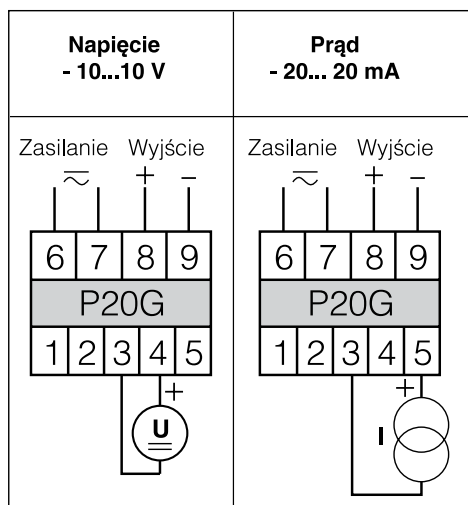 Napięcie
- 10...10 V
Prąd
- 20... 20 mA
Zasilanie Wyjście
+ −
6 7 8 9
P20G
1 2 3 4 5
+
U
Zasilanie Wyjście
+ −
6 7 8 9
P20G
1 2 3 4 5
+
I